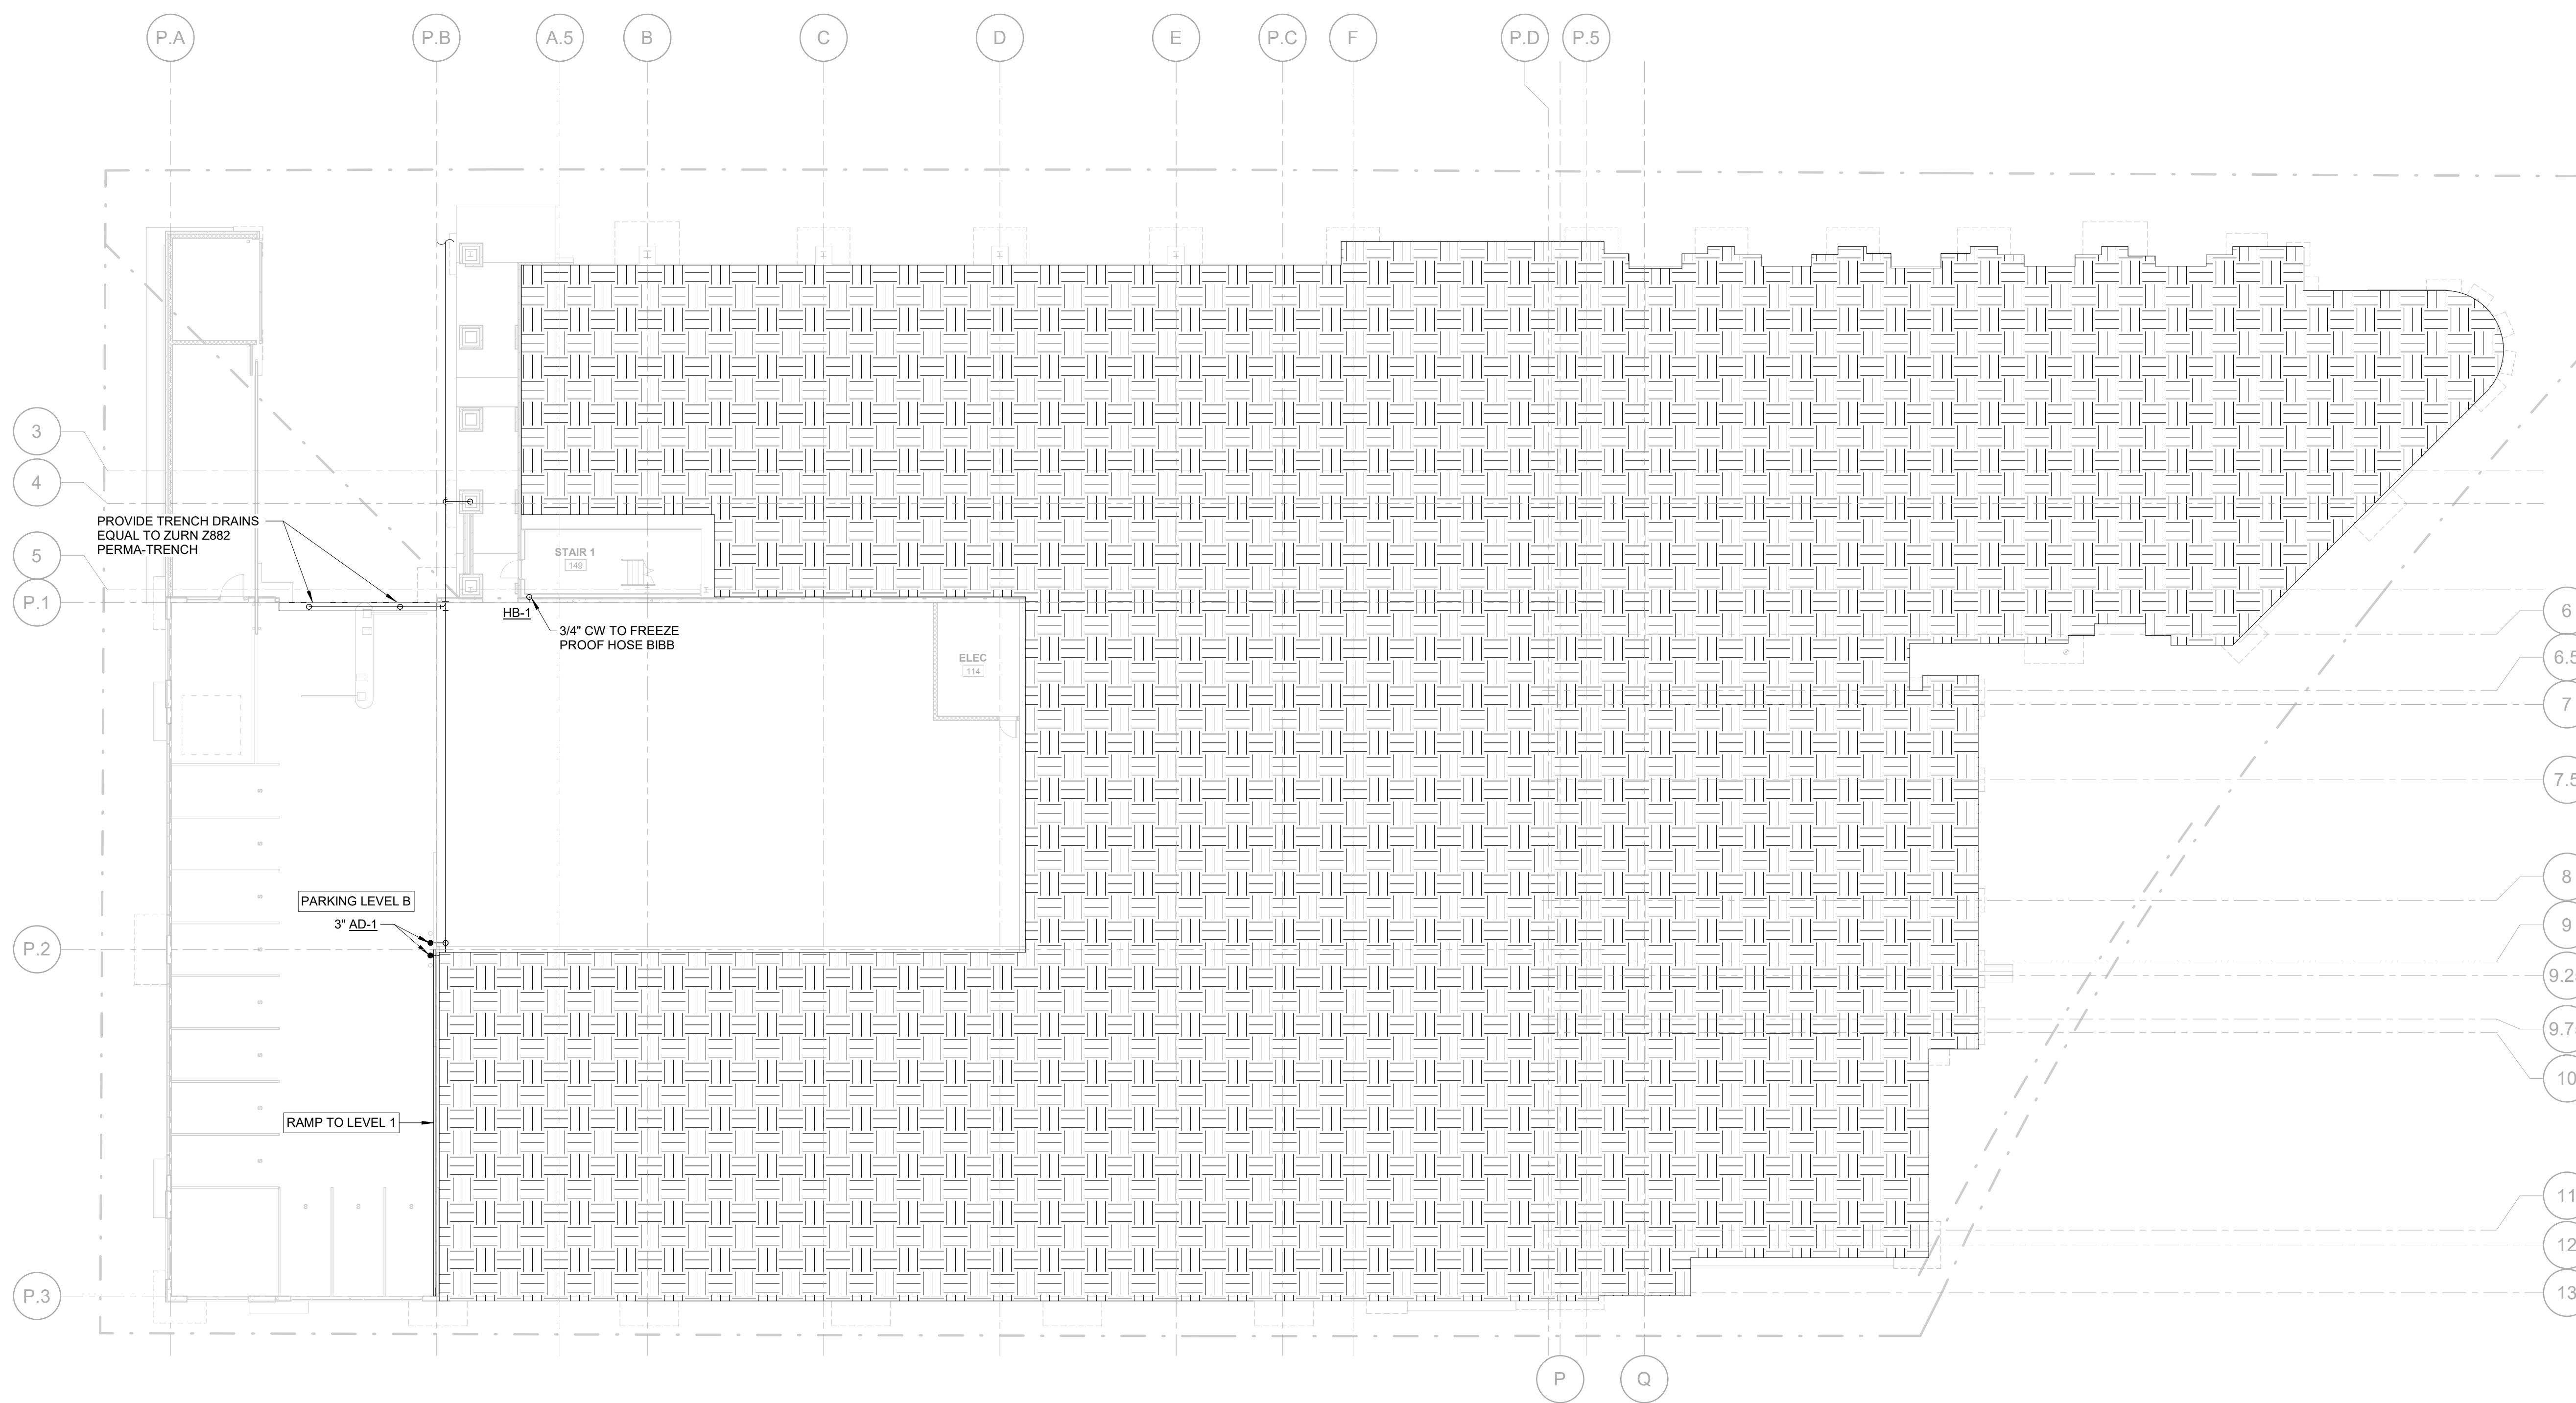 P.A
P.B
A.5
B
C
D
E
P.C
F
P.D
P.5
3
4
5
P.1
P.2
P.3
PROVIDE TRENCH DRAINS
EQUAL TO ZURN Z882
PERMA-TRENCH
STAIR 1
149
HB-1
3/4" CW TO FREEZE
PROOF HOSE BIBB
ELEC
114
PARKING LEVEL B
3" AD-1
RAMP TO LEVEL 1
6
6.5
7
7.5
8
9
9.2
9.7
10
11
12
13
P
Q